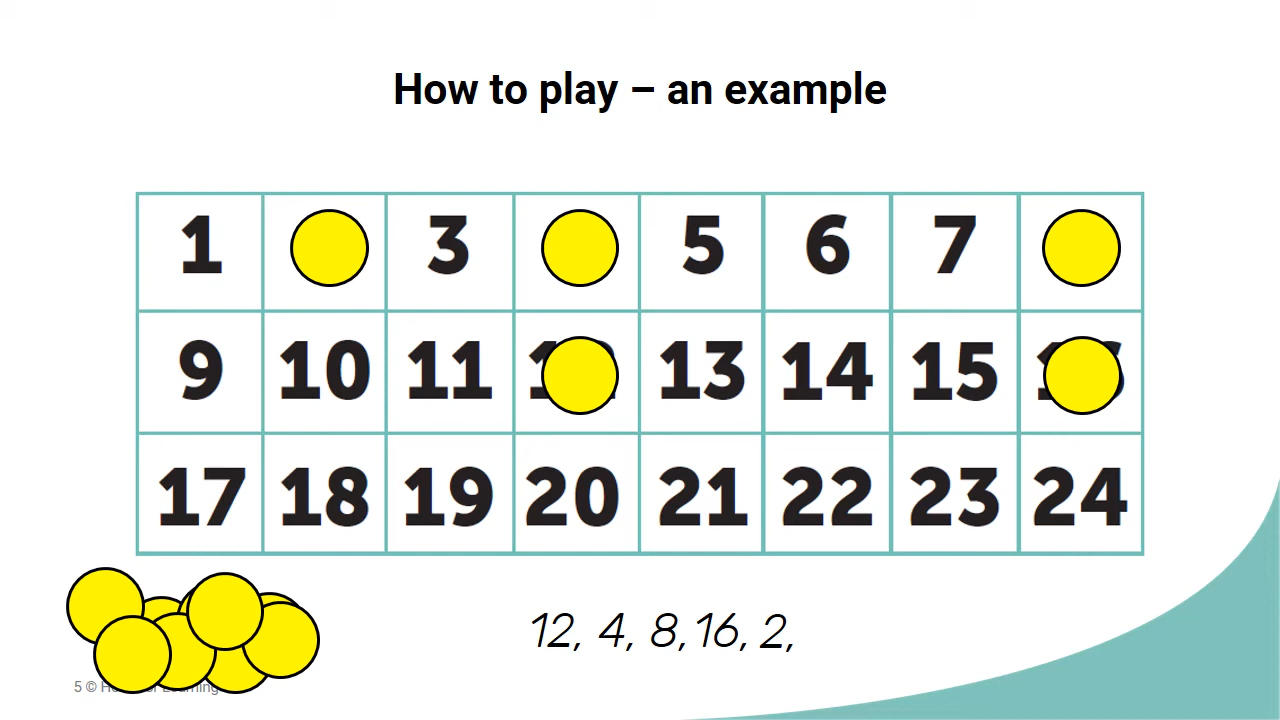 How to play – an example
1 3 5 6 7
9 10 11 13 14 15
17 18 19 20 21 22 23 24
12, 4, 8, 16, 2,
5 ©